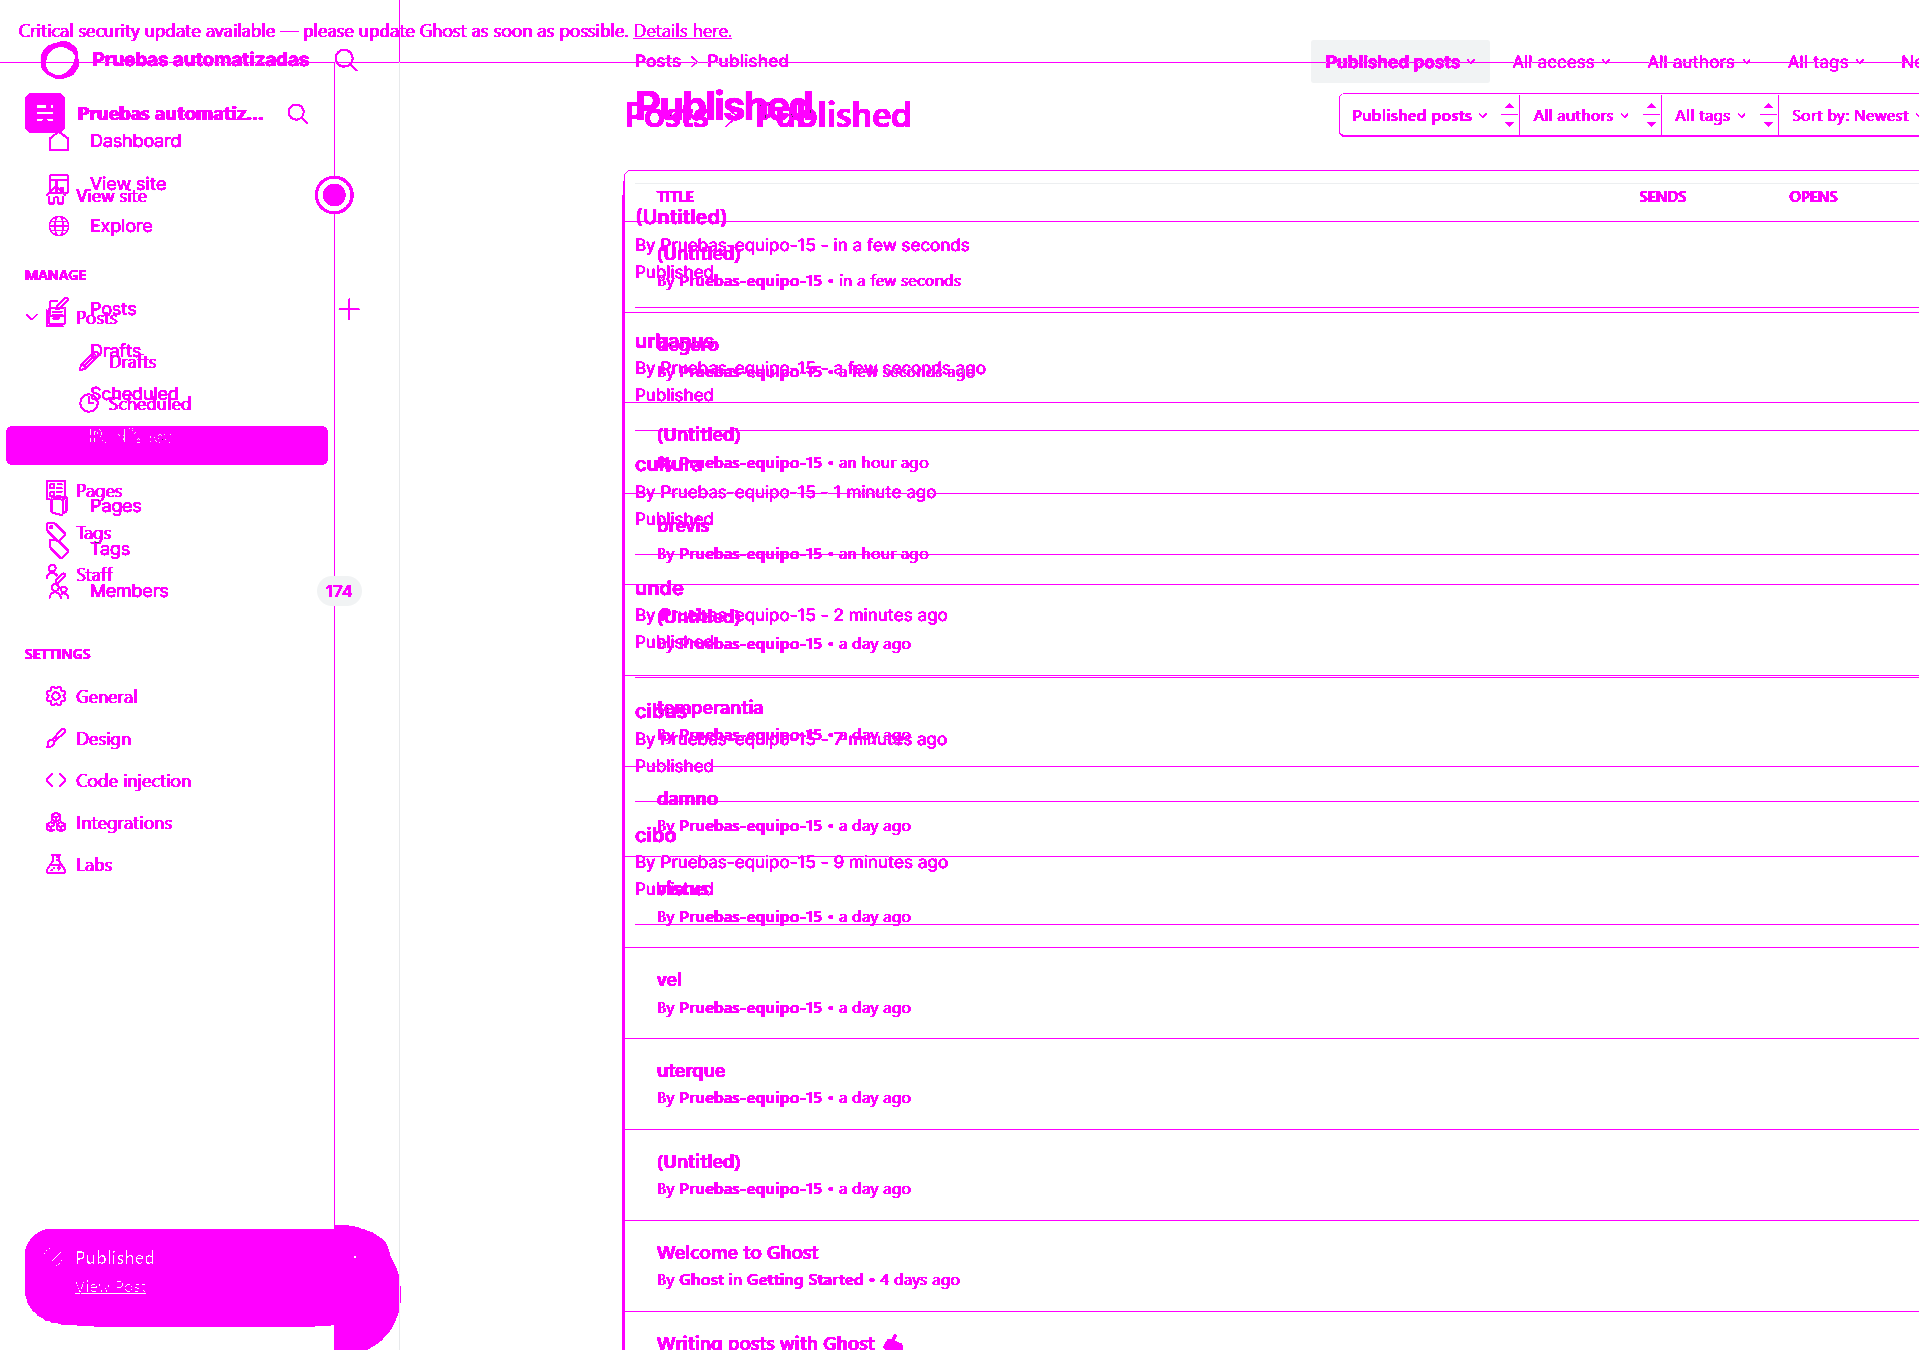 Critical security update available — please update Ghost as soon as possible. Details here.
Pruebas automatizadas
Posts > Published
Published posts
All access
All authors
All tags
Ne
Pruebas automatiz...
Published
Posts > Published
Published posts
All authors
All tags
Sort by: Newest
Dashboard
View site
View site
Explore
MANAGE
Posts
Posts
Drafts
Drafts
Scheduled
Scheduled
Pages
Pages
Tags
Tags
Staff
Members
174
SETTINGS
General
Design
Code injection
Integrations
Labs
Published
View Post
TITLE
SENDS
OPENS
(Untitled)
By Pruebas-equipo-15 - in a few seconds
(Untitled)
Published
By Pruebas-equipo-15 • in a few seconds
urbanus
By Pruebas-equipo-15 - a few seconds ago
By Pruebas-equipo-15 • a few seconds ago
Published
(Untitled)
cultura
By Pruebas-equipo-15 • an hour ago
By Pruebas-equipo-15 - 1 minute ago
Published
brevis
By Pruebas-equipo-15 • an hour ago
unde
By Pruebas-equipo-15 - 2 minutes ago
(Untitled)
Published
By Pruebas-equipo-15 • a day ago
temperantia
cibus
By Pruebas-equipo-15 • a day ago
By Pruebas-equipo-15 - 7 minutes ago
Published
damno
By Pruebas-equipo-15 • a day ago
cibo
By Pruebas-equipo-15 - 9 minutes ago
Published
By Pruebas-equipo-15 • a day ago
vel
By Pruebas-equipo-15 • a day ago
uterque
By Pruebas-equipo-15 • a day ago
(Untitled)
By Pruebas-equipo-15 • a day ago
Welcome to Ghost
By Ghost in Getting Started • 4 days ago
Writing posts with Ghost ✍